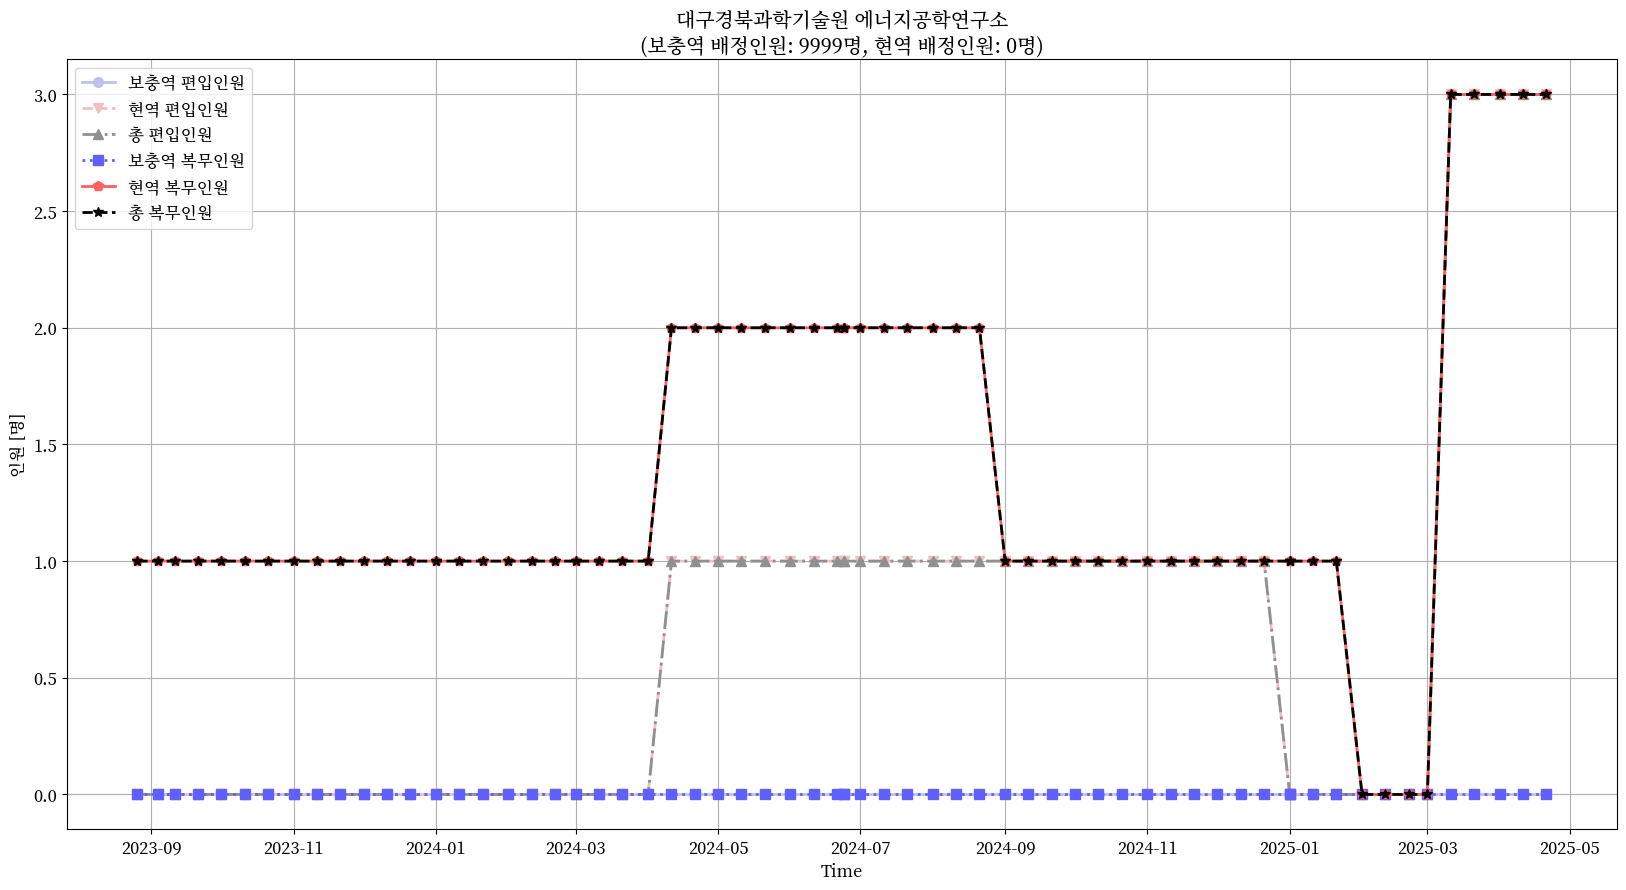 대구경북과학기술원 에너지공학연구소
(보충역 배정인원: 9999명, 현역 배정인원: 0명)
보충역 편입인원
현역 편입인원
총 편입인원
보충역 복무인원
현역 복무인원
총 복무인원
3.0
2.5
2.0
1.5
1.0
0.5
0.0
인원 [명]
2023-09 2023-11 2024-01 2024-03 2024-05 2024-07 2024-09 2024-11 2025-01 2025-03 2025-05
Time